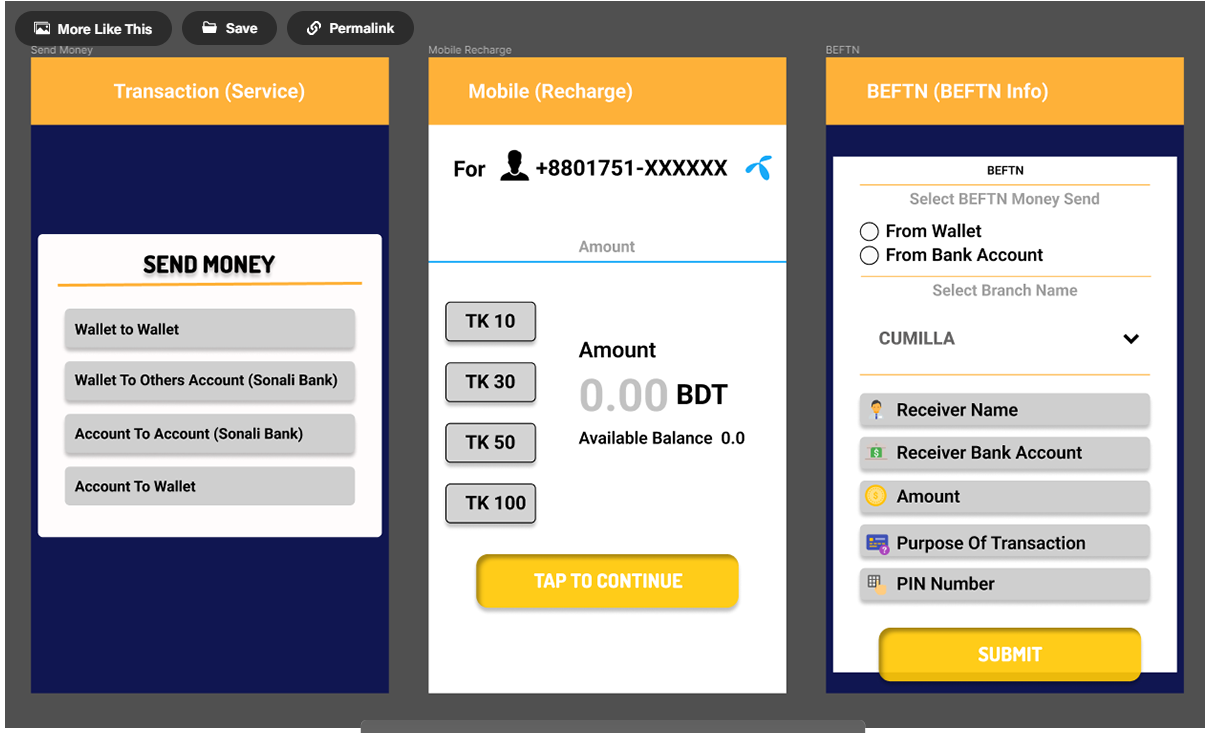 More Like This
Save
Permalink
Send Money
Transaction (Service)
SEND MONEY
Wallet to Wallet
Wallet To Others Account (Sonali Bank)
Account To Account (Sonali Bank)
Account To Wallet
Mobile Recharge
Mobile (Recharge)
For +8801751-XXXXXX
Amount
TK 10
TK 30
TK 50
TK 100
Amount
0.00 BDT
Available Balance 0.0
TAP TO CONTINUE
BEFTN
BEFTN (BEFTN Info)
BEFTN
Select BEFTN Money Send
From Wallet
From Bank Account
Select Branch Name
CUMILLA
Receiver Name
Receiver Bank Account
Amount
Purpose Of Transaction
PIN Number
SUBMIT